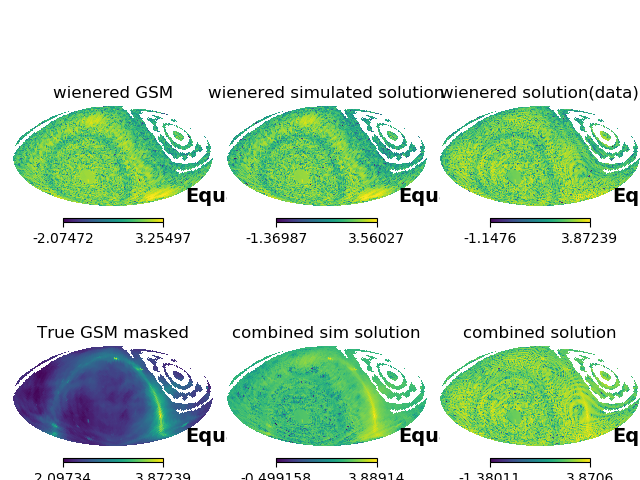 wienered GSM
wienered simulated solution
wienered solution(data)
Equ
Equ
Eq
-2.07472 3.25497
-1.36987 3.56027
-1.1476 3.87239
True GSM masked
combined sim solution
combined solution
Equ
Equ
Eq
2.09734 3.87239
-0.499158 3.88914
-1.38011 3.8706